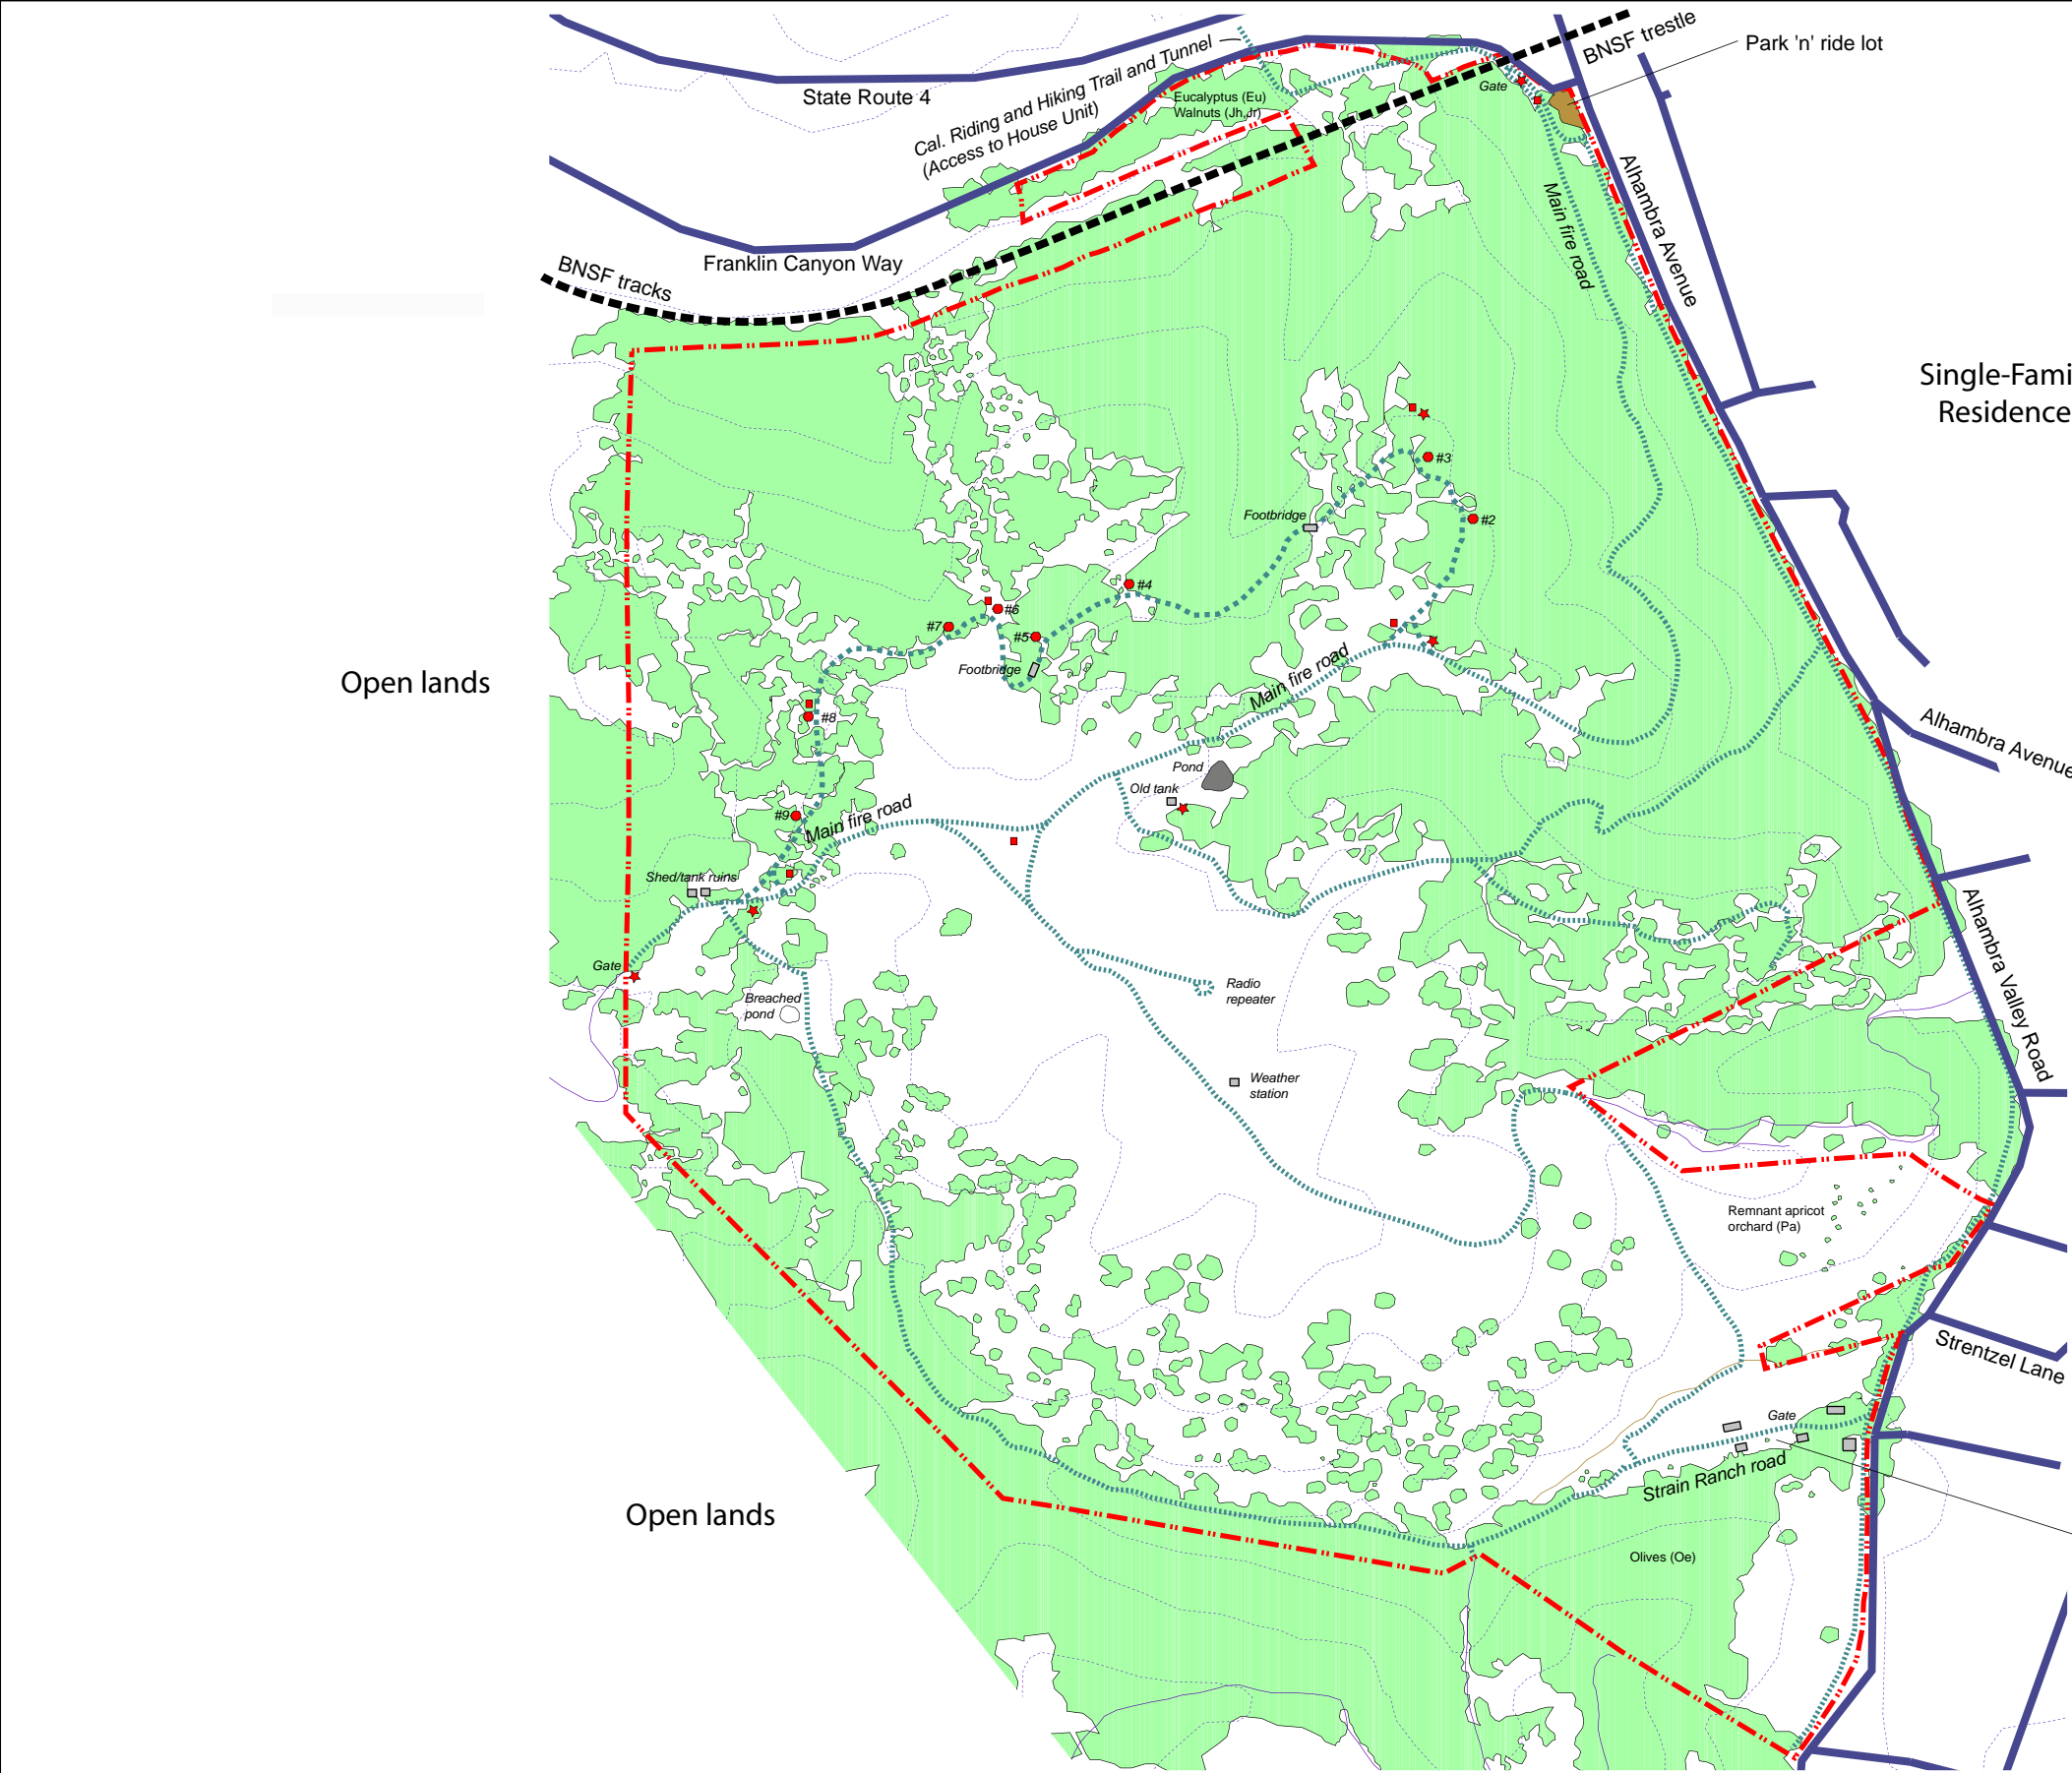 BNSF trestle
Park 'n' ride lot
State Route 4
Cal. Riding and Hiking Trail and Tunnel
(Access to House Unit)
Eucalyptus (Eu)
Walnuts (Jh,Jr)
Gate
Alhambra Avenue
Main fire road
Franklin Canyon Way
BNSF tracks
Single-Fami
Residence
#3
#2
Footbridge
#4
#6
#7
#5
Footbridge
Main fire road
Open lands
#8
Alhambra Avenue
Pond
Old tank
#9
Main fire road
Shed/tank ruins
Gate
Alhambra Valley Road
Radio
repeater
Breached
pond
Weather
station
Remnant apricot
orchard (Pa)
Strentzel Lane
Gate
Strain Ranch road
Open lands
Olives (Oe)